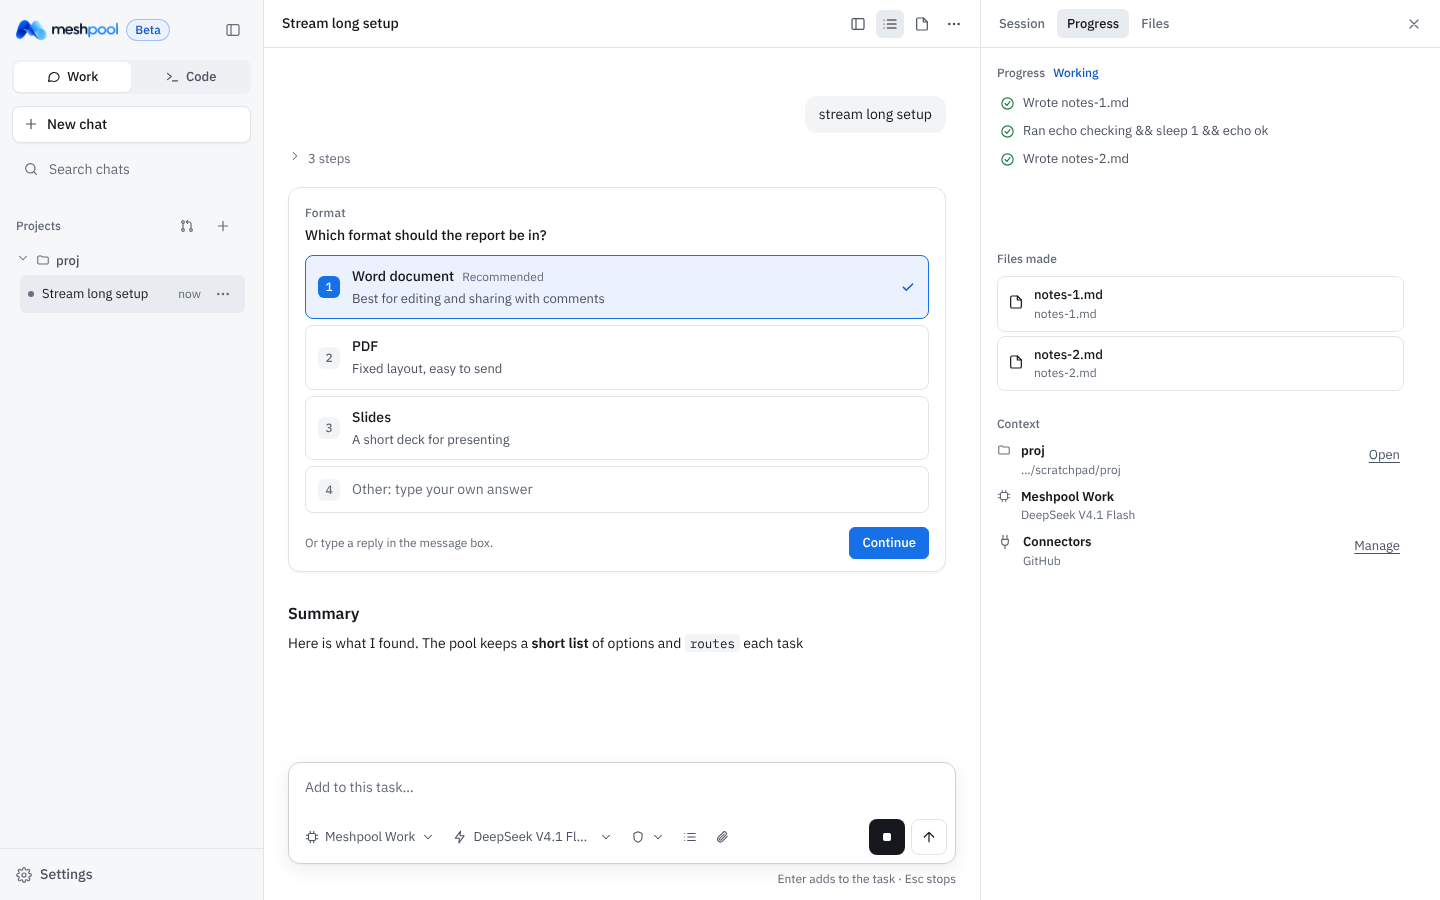 meshpool Beta
Work
Code
New chat
Search chats
Projects
proj
Stream long setup now
Settings
Stream long setup
stream long setup
3 steps
Format
Which format should the report be in?
1 Word document Recommended
Best for editing and sharing with comments
2 PDF
Fixed layout, easy to send
3 Slides
A short deck for presenting
4 Other: type your own answer
Or type a reply in the message box.
Continue
Summary
Here is what I found. The pool keeps a short list of options and routes each task
Add to this task...
Meshpool Work
DeepSeek V4.1 Fl...
Enter adds to the task · Esc stops
Session Progress Files
Progress Working
Wrote notes-1.md
Ran echo checking && sleep 1 && echo ok
Wrote notes-2.md
Files made
notes-1.md
notes-1.md
notes-2.md
notes-2.md
Context
proj
.../scratchpad/proj
Open
Meshpool Work
DeepSeek V4.1 Flash
Connectors
GitHub
Manage